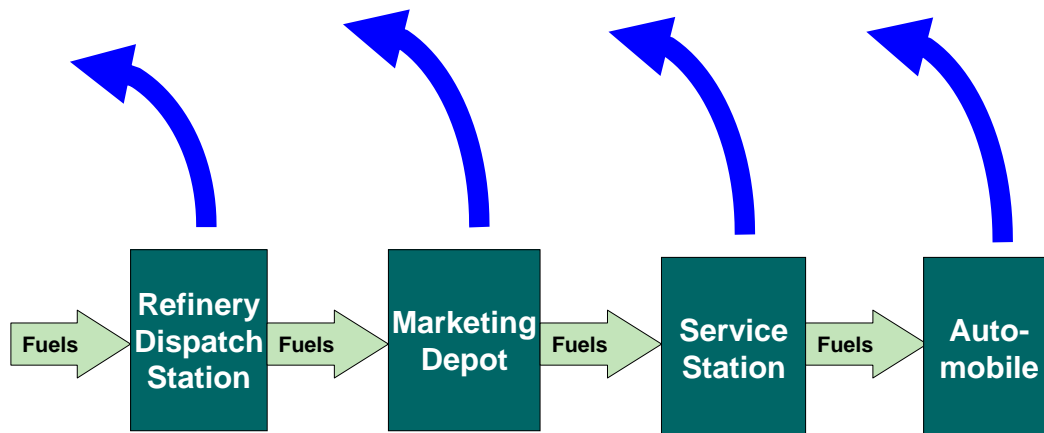 Fuels
Refinery
Dispatch
Station
Fuels
Marketing
Depot
Fuels
Service
Station
Fuels
Auto-
mobile